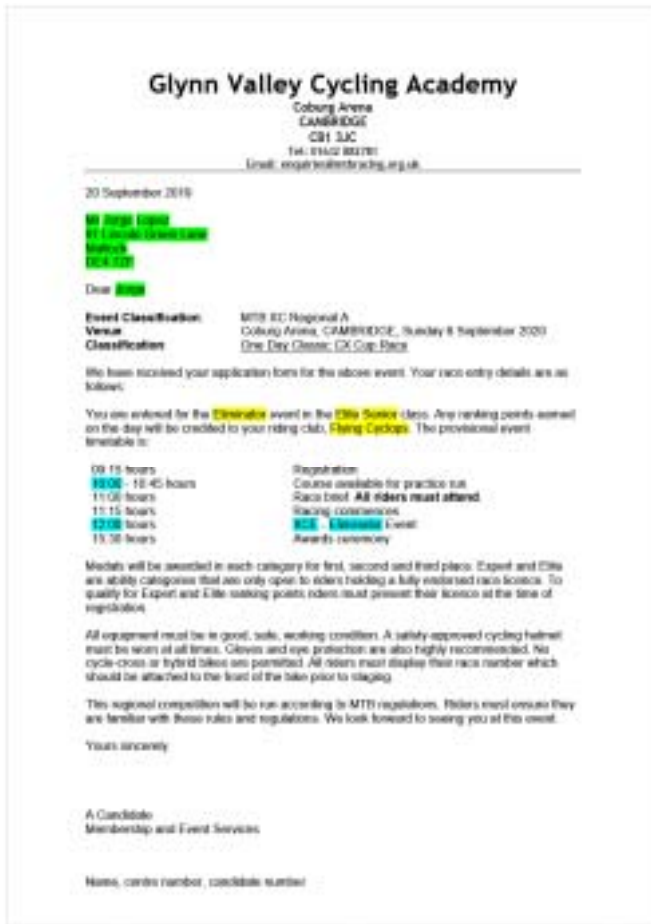 Glynn Valley Cycling Academy
Coburg Arena
CAMBRIDGE
CB1 3JC
Tel:
Email:
20 September 2019
Mr Jorge Lopez
Lincoln Green Lane
Matlock
DE4
Dear Jorge
Event Classification MTB XC Regional A
Venue Coburg Arena, CAMBRIDGE, Sunday 6 September 2020
Classification One Day Classic CX Cup Race
We have received your application form for the above event. Your race entry details are as
follows:
You are entered for the Eliminator event in the Elite Senior class. Any ranking points earned
on the day will be credited to your riding club, Flying Cyclops. The provisional event
timetable is:
09:15 hours Registration
10:00 - 10:45 hours Course available for practice run
11:00 hours Race brief. All riders must attend.
11:15 hours Racing commences
12:00 hours - Eliminator Event
15:30 hours Awards ceremony
Medals will be awarded in each category for first, second and third place. Expert and Elite
are ability categories that are only open to riders holding a fully endorsed race licence. To
qualify for Expert and Elite ranking points riders must present their licence at the time of
registration.
All equipment must be in good, safe, working condition. A safety-approved cycling helmet
must be worn at all times. Gloves and eye protection are also highly recommended. No
cycle-cross or hybrid bikes are permitted. All riders must display their race number which
should be attached to the front of the bike prior to staging.
This regional competition will be run according to MTB regulations. Riders must ensure they
are familiar with these rules and regulations. We look forward to seeing you at this event.
Yours sincerely
A Candidate
Membership and Event Services
Name, centre number, candidate number